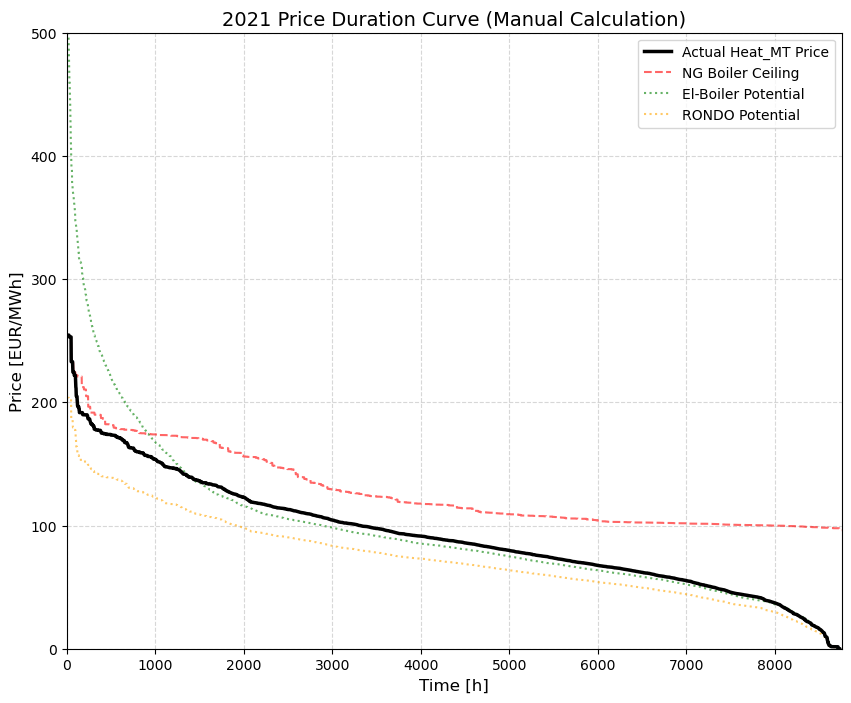 2021 Price Duration Curve (Manual Calculation)
Actual Heat_MT Price
NG Boiler Ceiling
El-Boiler Potential
RONDO Potential
Price [EUR/MWh]
500
400
300
200
100
0
0 1000 2000 3000 4000 5000 6000 7000 8000
Time [h]